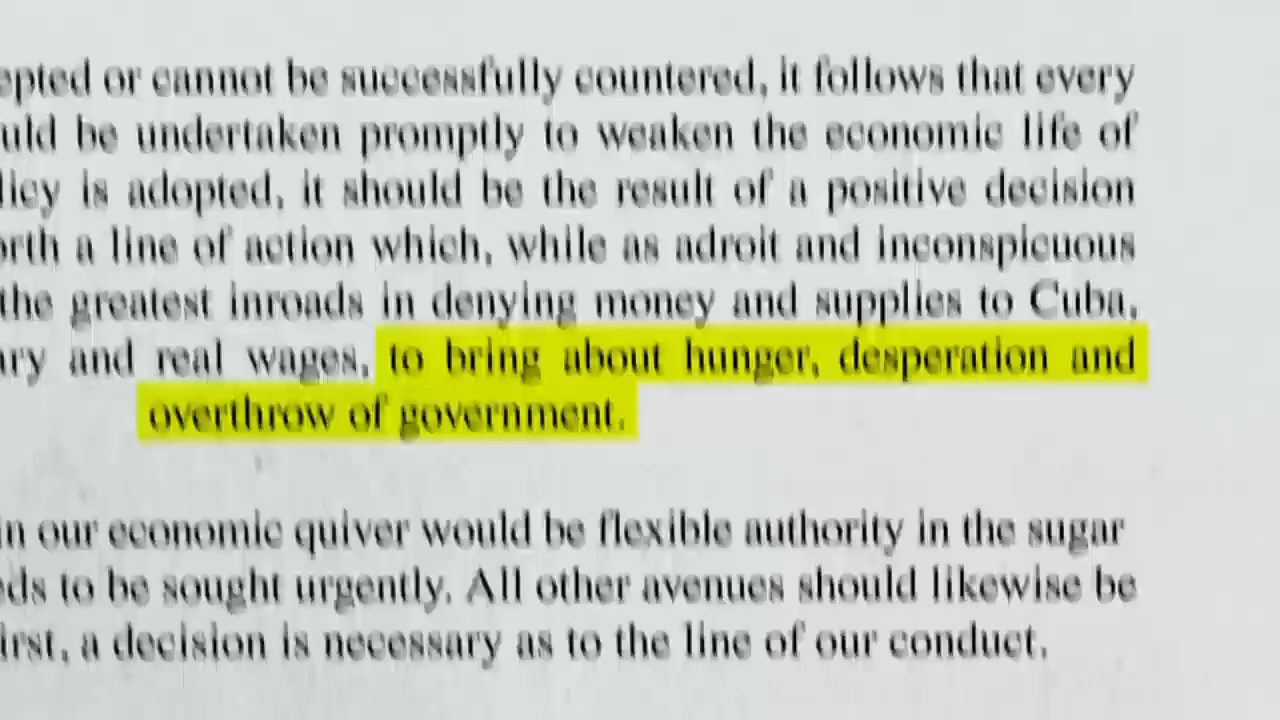 epted or cannot be successfully countered, it follows that every
uld be undertaken promptly to weaken the economic life of
licy is adopted, it should be the result of a positive decision
orth a line of action which, while as adroit and inconspicuous
the greatest inroads in denying money and supplies to Cuba,
ary and real wages, to bring about hunger, desperation and
overthrow of government.
in our economic quiver would be flexible authority in the sugar
eds to be sought urgently. All other avenues should likewise be
irst, a decision is necessary as to the line of our conduct.